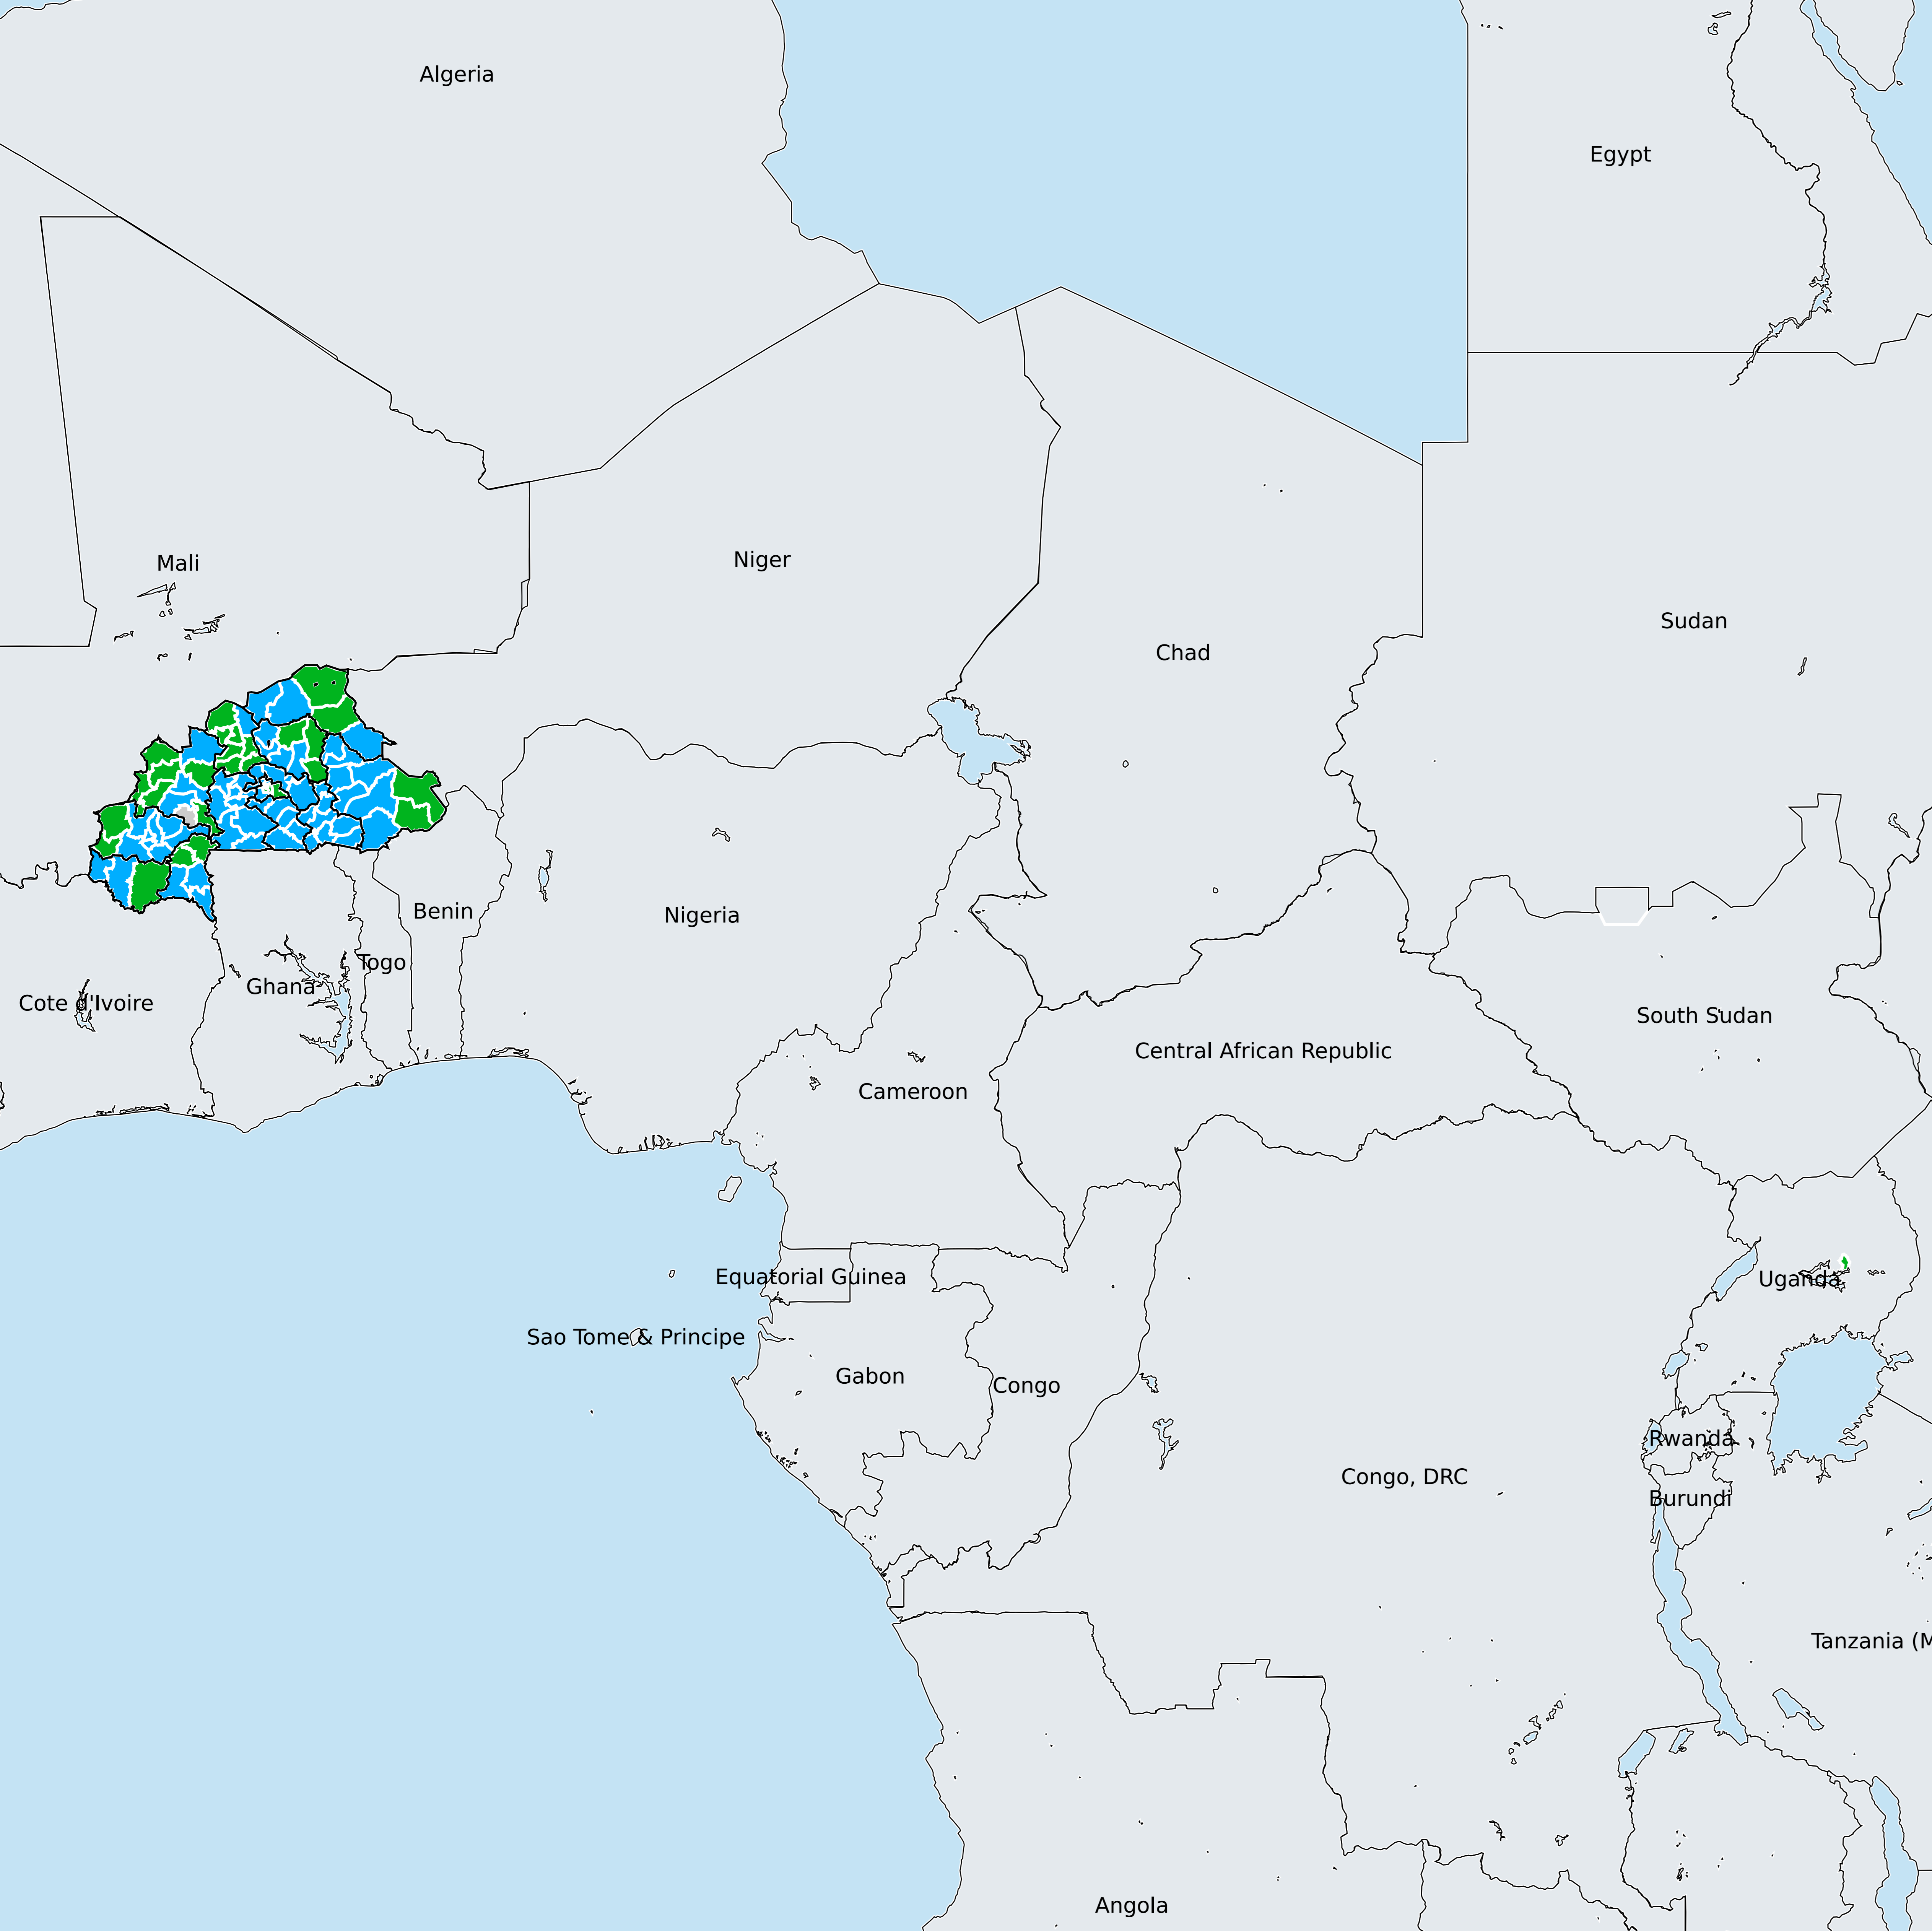 Algeria
Egypt
Mali
Niger
Sudan
Chad
Benin
Nigeria
Togo
Ghana
Cote d'Ivoire
South Sudan
Central African Republic
Cameroon
Equatorial Guinea
Uganda
Sao Tome & Principe
Gabon
Congo
Rwanda
Congo, DRC
Burundi
Tanzania (M
Angola